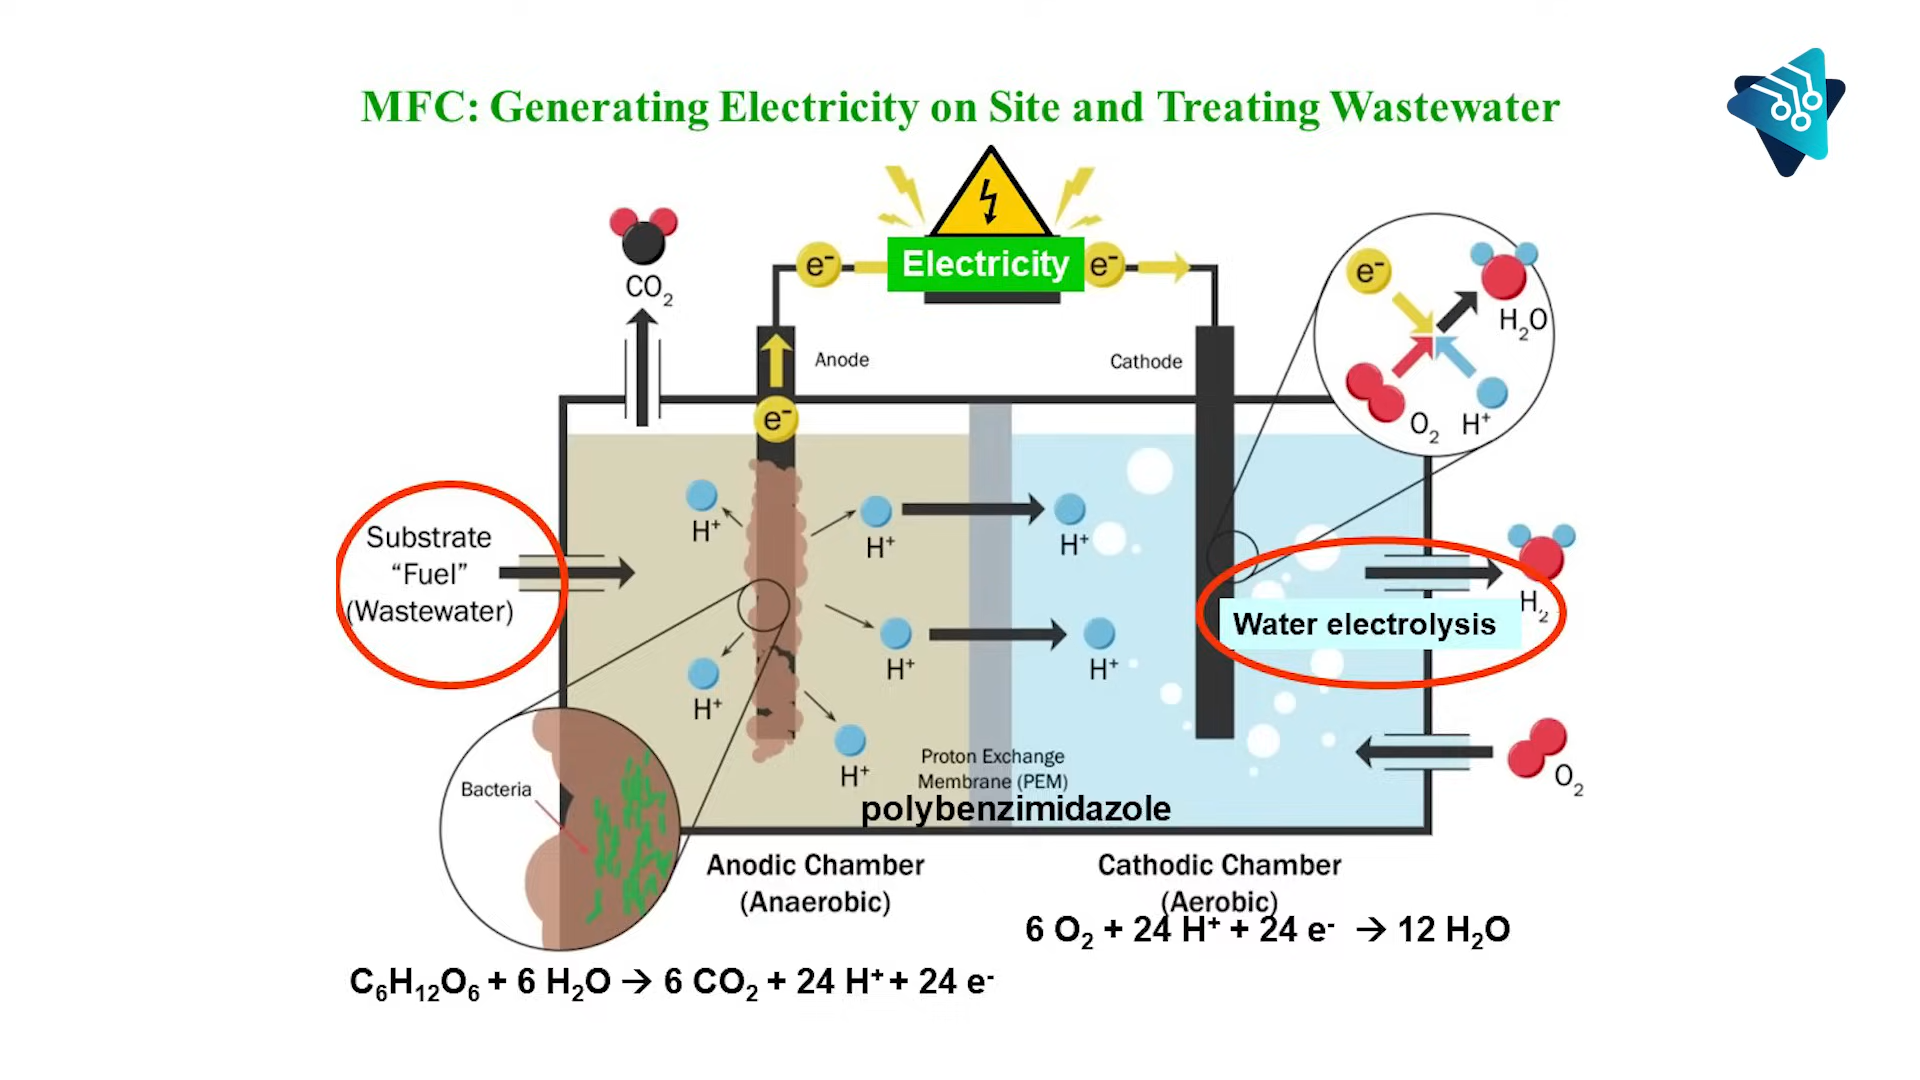 MFC: Generating Electricity on Site and Treating Wastewater
CO2
e-
Electricity
e-
e-
H2O
O2
H+
Anode
Cathode
e-
Substrate
“Fuel”
(Wastewater)
H+
H+
H+
H+
H+
H+
H+
Water electrolysis
H2
O2
Bacteria
Proton Exchange
Membrane (PEM)
polybenzimidazole
Anodic Chamber
(Anaerobic)
Cathodic Chamber
(Aerobic)
6 O2 + 24 H+ + 24 e- → 12 H2O
C6H12O6 + 6 H2O → 6 CO2 + 24 H+ + 24 e-